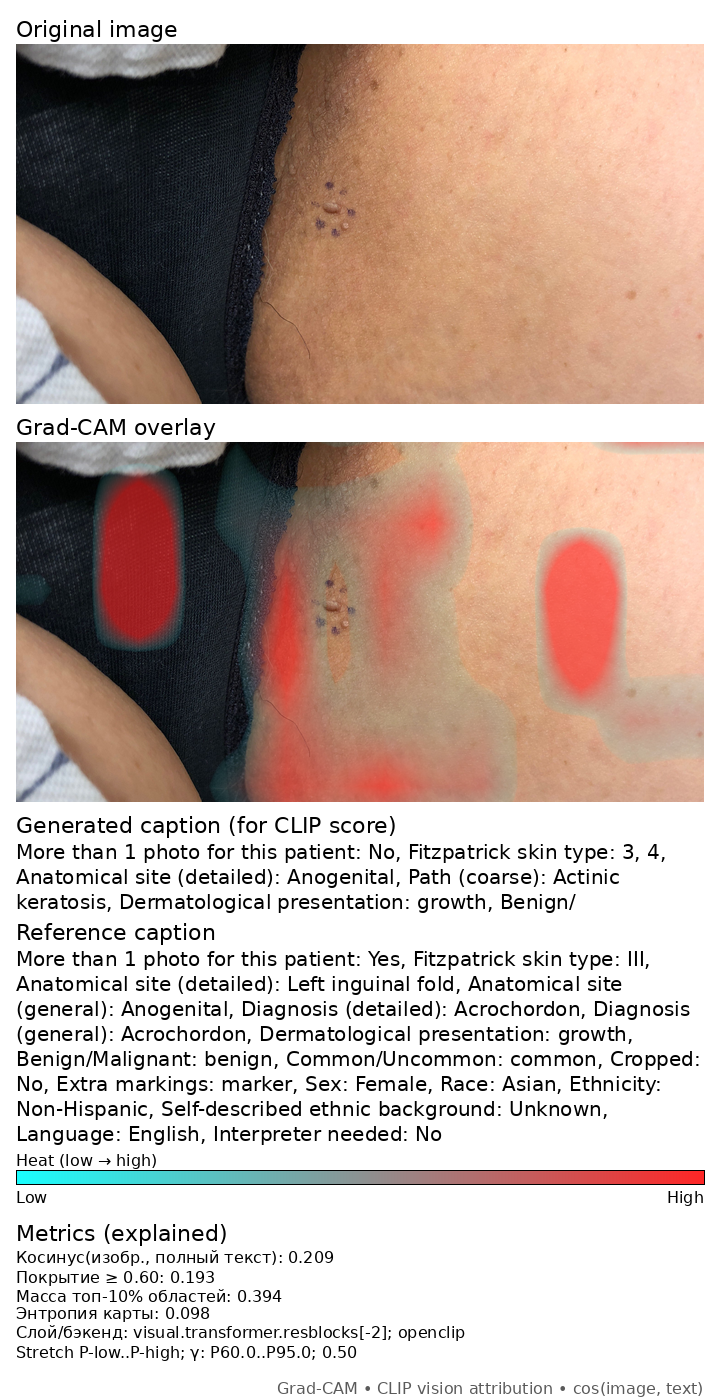 Original image
Grad-CAM overlay
Generated caption (for CLIP score)
More than 1 photo for this patient: No, Fitzpatrick skin type: 3, 4,
Anatomical site (detailed): Anogenital, Path (coarse): Actinic
keratosis, Dermatological presentation: growth, Benign/
Reference caption
More than 1 photo for this patient: Yes, Fitzpatrick skin type: III,
Anatomical site (detailed): Left inguinal fold, Anatomical site
(general): Anogenital, Diagnosis (detailed): Acrochordon, Diagnosis
(general): Acrochordon, Dermatological presentation: growth,
Benign/Malignant: benign, Common/Uncommon: common, Cropped:
No, Extra markings: marker, Sex: Female, Race: Asian, Ethnicity:
Non-Hispanic, Self-described ethnic background: Unknown,
Language: English, Interpreter needed: No
Heat (low → high)
Low High
Metrics (explained)
Косинус(изобр., полный текст): 0.209
Покрытие ≥ 0.60: 0.193
Масса топ-10% областей: 0.394
Энтропия карты: 0.098
Слой/бэкенд: visual.transformer.resblocks[-2]; openclip
Stretch P-low..P-high; γ: P60.0..P95.0; 0.50
Grad-CAM • CLIP vision attribution • cos(image, text)